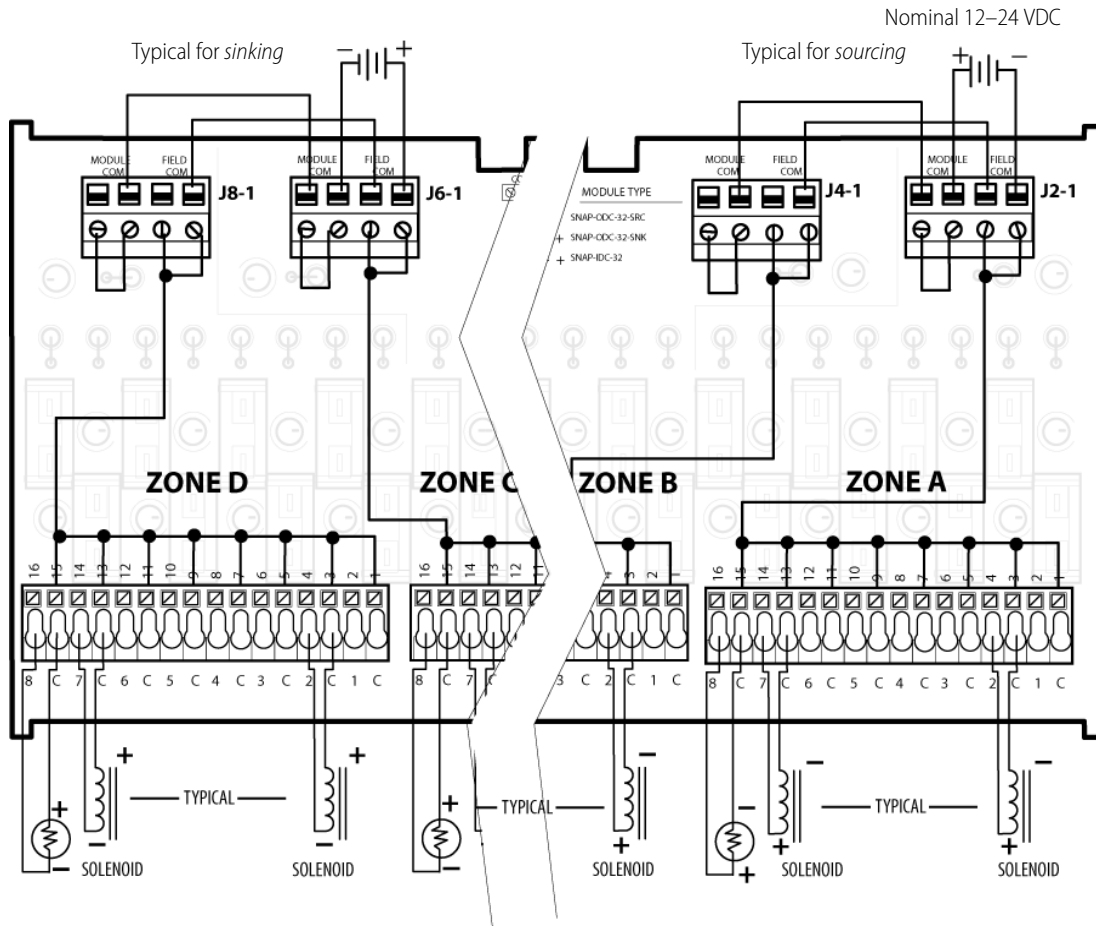 Nominal 12–24 VDC
Typical for sinking
Typical for sourcing
− +
+ −
MODULE COM FIELD COM
J8-1
MODULE COM FIELD COM
J6-1
MODULE COM FIELD COM
J4-1
MODULE COM FIELD COM
J2-1
MODULE TYPE
SNAP-ODC-32-SRC
+ SNAP-ODC-32-SNK
+ SNAP-IDC-32
ZONE D
ZONE C
ZONE B
ZONE A
16 15 14 13 12 11 10 9 8 7 6 5 4 3 2 1
16 15 14 13 12 11
3 2 1
16 15 14 13 12 11 10 9 8 7 6 5 4 3 2 1
8 C 7 C 6 C 5 C 4 C 3 C 2 C 1 C
8 C 7 C
3 C 2 C 1 C
8 C 7 C 6 C 5 C 4 C 3 C 2 C 1 C
+ + − − −
TYPICAL
TYPICAL
TYPICAL
+ − − + − + + − + +
SOLENOID
SOLENOID
SOLENOID
SOLENOID
SOLENOID